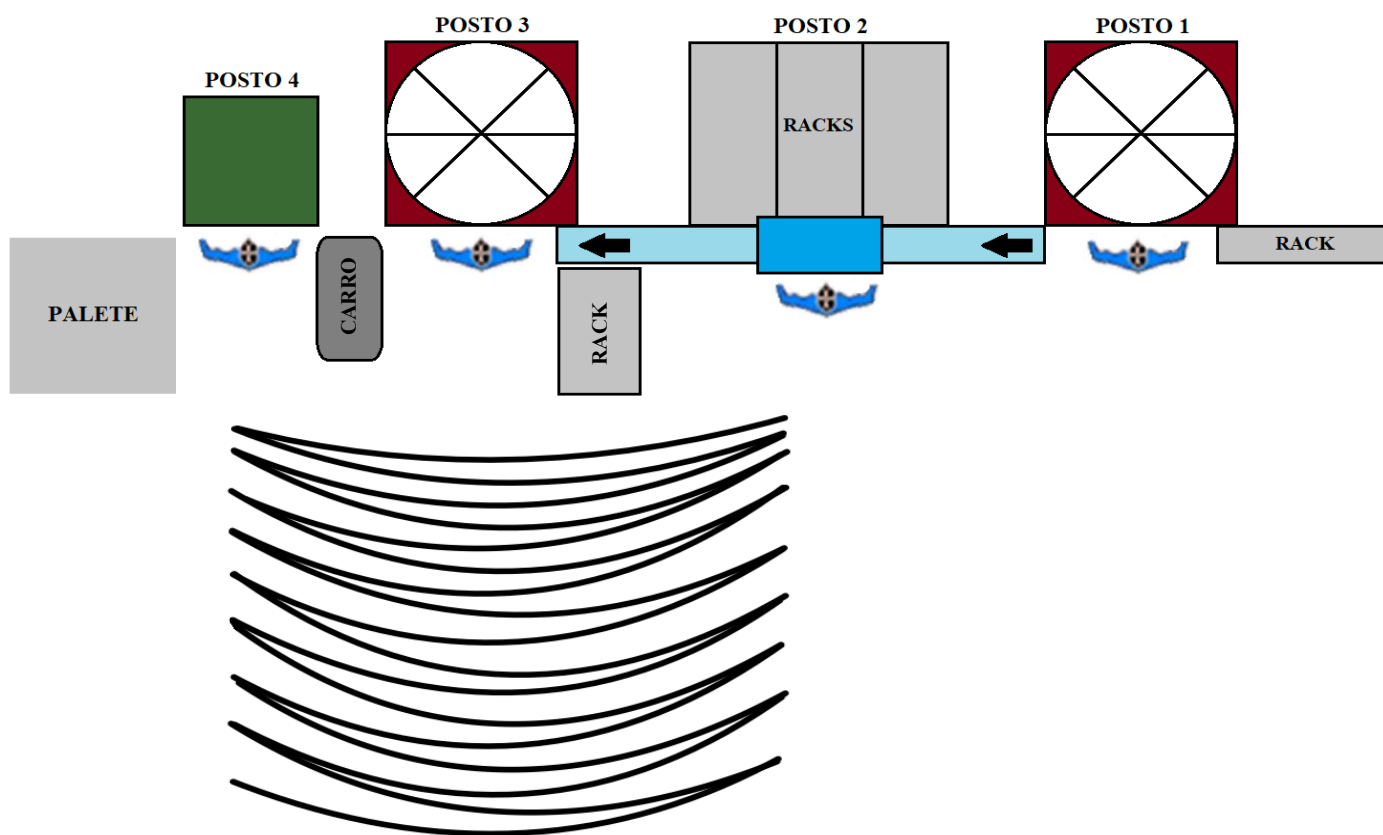 POSTO 3
POSTO 2
POSTO 1
POSTO 4
RACKS
RACK
PALETE
CARRO
RACK